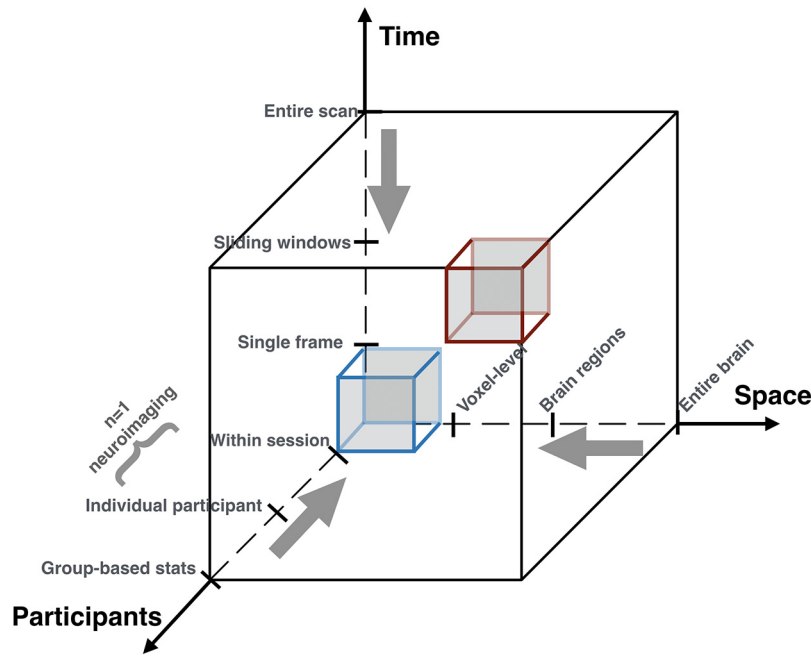 Time
Entire scan
Sliding windows
Single frame
Voxel-level
Brain regions
Entire brain
Space
n=1
neuroimaging
Within session
Individual participant
Group-based stats
Participants